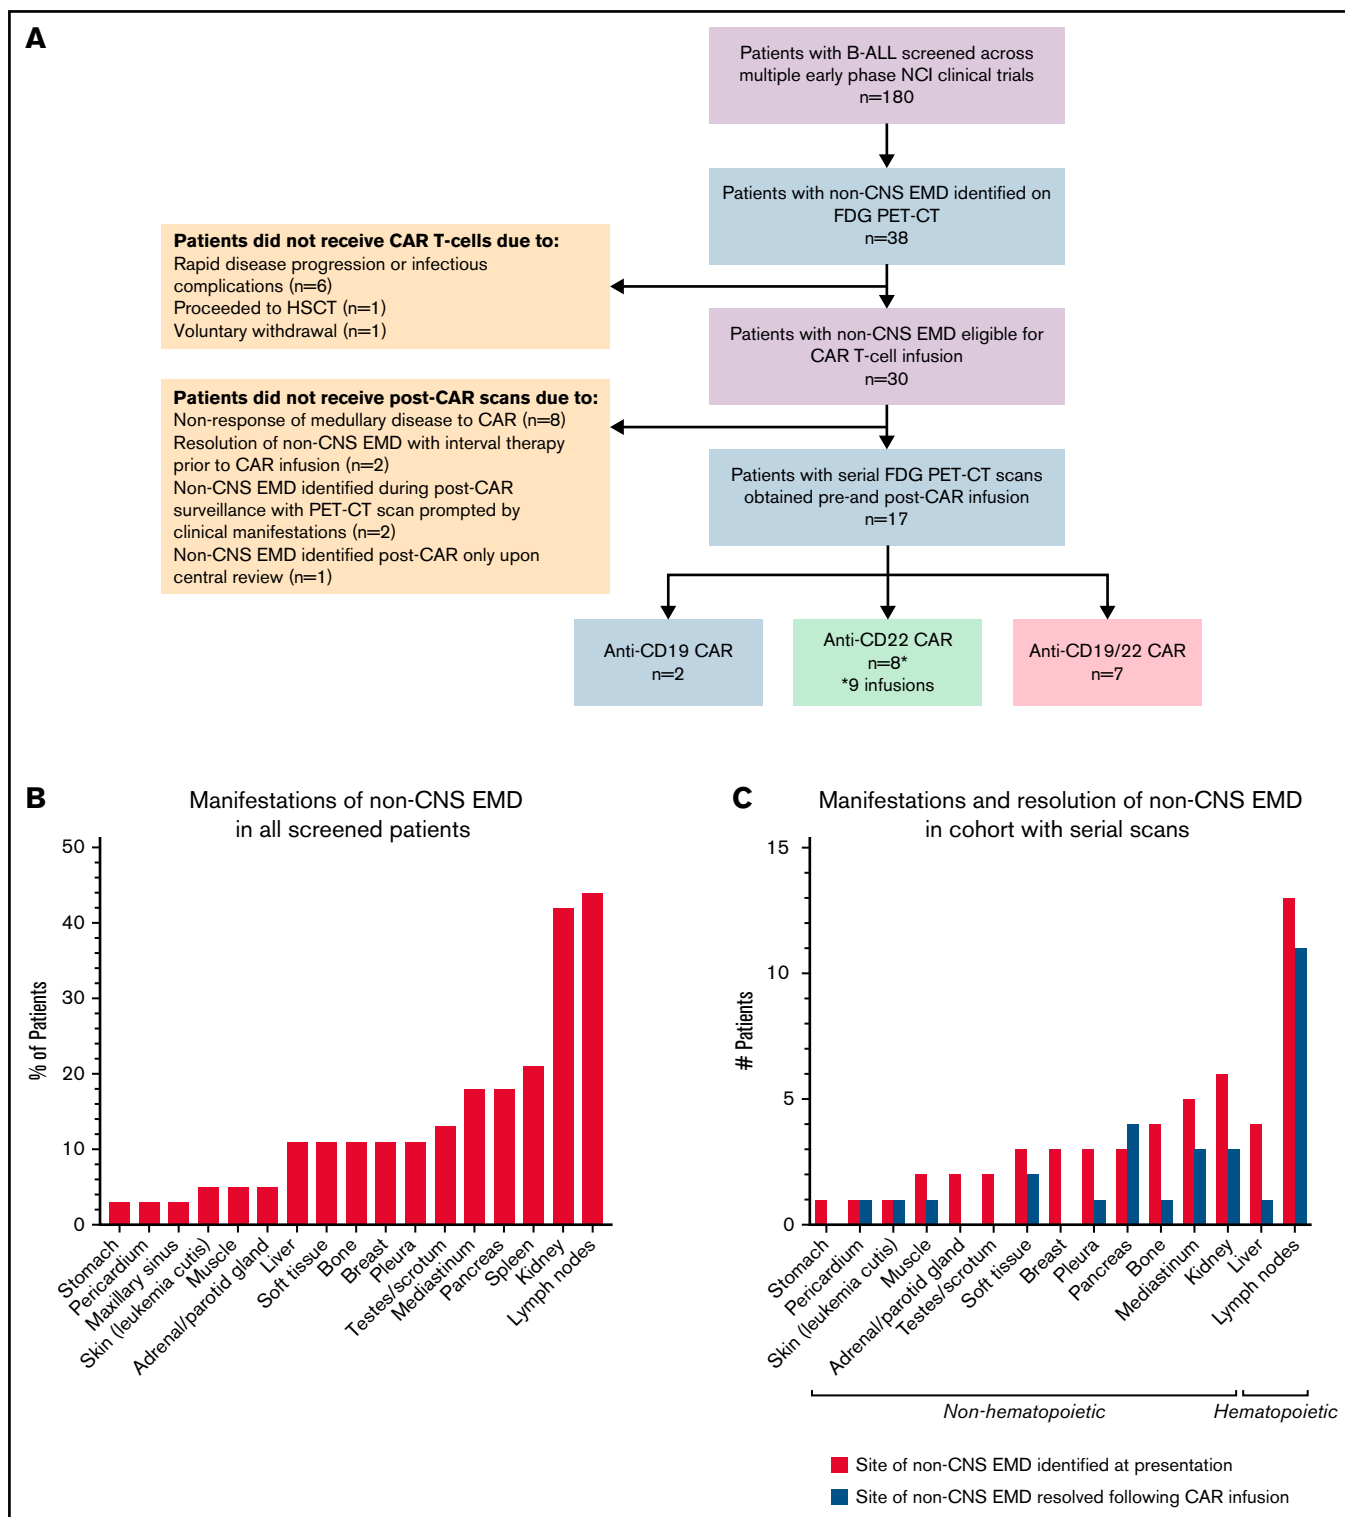 A
Patients with B-ALL screened across
multiple early phase NCI clinical trials
n=180
Patients with non-CNS EMD identified on
FDG PET-CT
n=38
Patients did not receive CAR T-cells due to:
Rapid disease progression or infectious
complications (n=6)
Proceeded to HSCT (n=1)
Voluntary withdrawal (n=1)
Patients with non-CNS EMD eligible for
CAR T-cell infusion
n=30
Patients did not receive post-CAR scans due to:
Non-response of medullary disease to CAR (n=8)
Resolution of non-CNS EMD with interval therapy
prior to CAR infusion (n=2)
Non-CNS EMD identified during post-CAR
surveillance with PET-CT scan prompted by
clinical manifestations (n=2)
Non-CNS EMD identified post-CAR only upon
central review (n=1)
Patients with serial FDG PET-CT scans
obtained pre-and post-CAR infusion
n=17
Anti-CD19 CAR
n=2
Anti-CD22 CAR
n=8*
*9 infusions
Anti-CD19/22 CAR
n=7
B
Manifestations of non-CNS EMD
in all screened patients
% of Patients
50
40
30
20
10
0
Stomach
Pericardium
Maxillary sinus
Skin (leukemia cutis)
Muscle
Adrenal/parotid gland
Liver
Soft tissue
Bone
Breast
Pleura
Testes/scrotum
Mediastinum
Pancreas
Spleen
Kidney
Lymph nodes
C
Manifestations and resolution of non-CNS EMD
in cohort with serial scans
# Patients
15
10
5
0
Stomach
Pericardium
Skin (leukemia cutis)
Muscle
Adrenal/parotid gland
Testes/scrotum
Soft tissue
Breast
Pleura
Pancreas
Bone
Mediastinum
Kidney
Liver
Lymph nodes
Non-hematopoietic
Hematopoietic
Site of non-CNS EMD identified at presentation
Site of non-CNS EMD resolved following CAR infusion